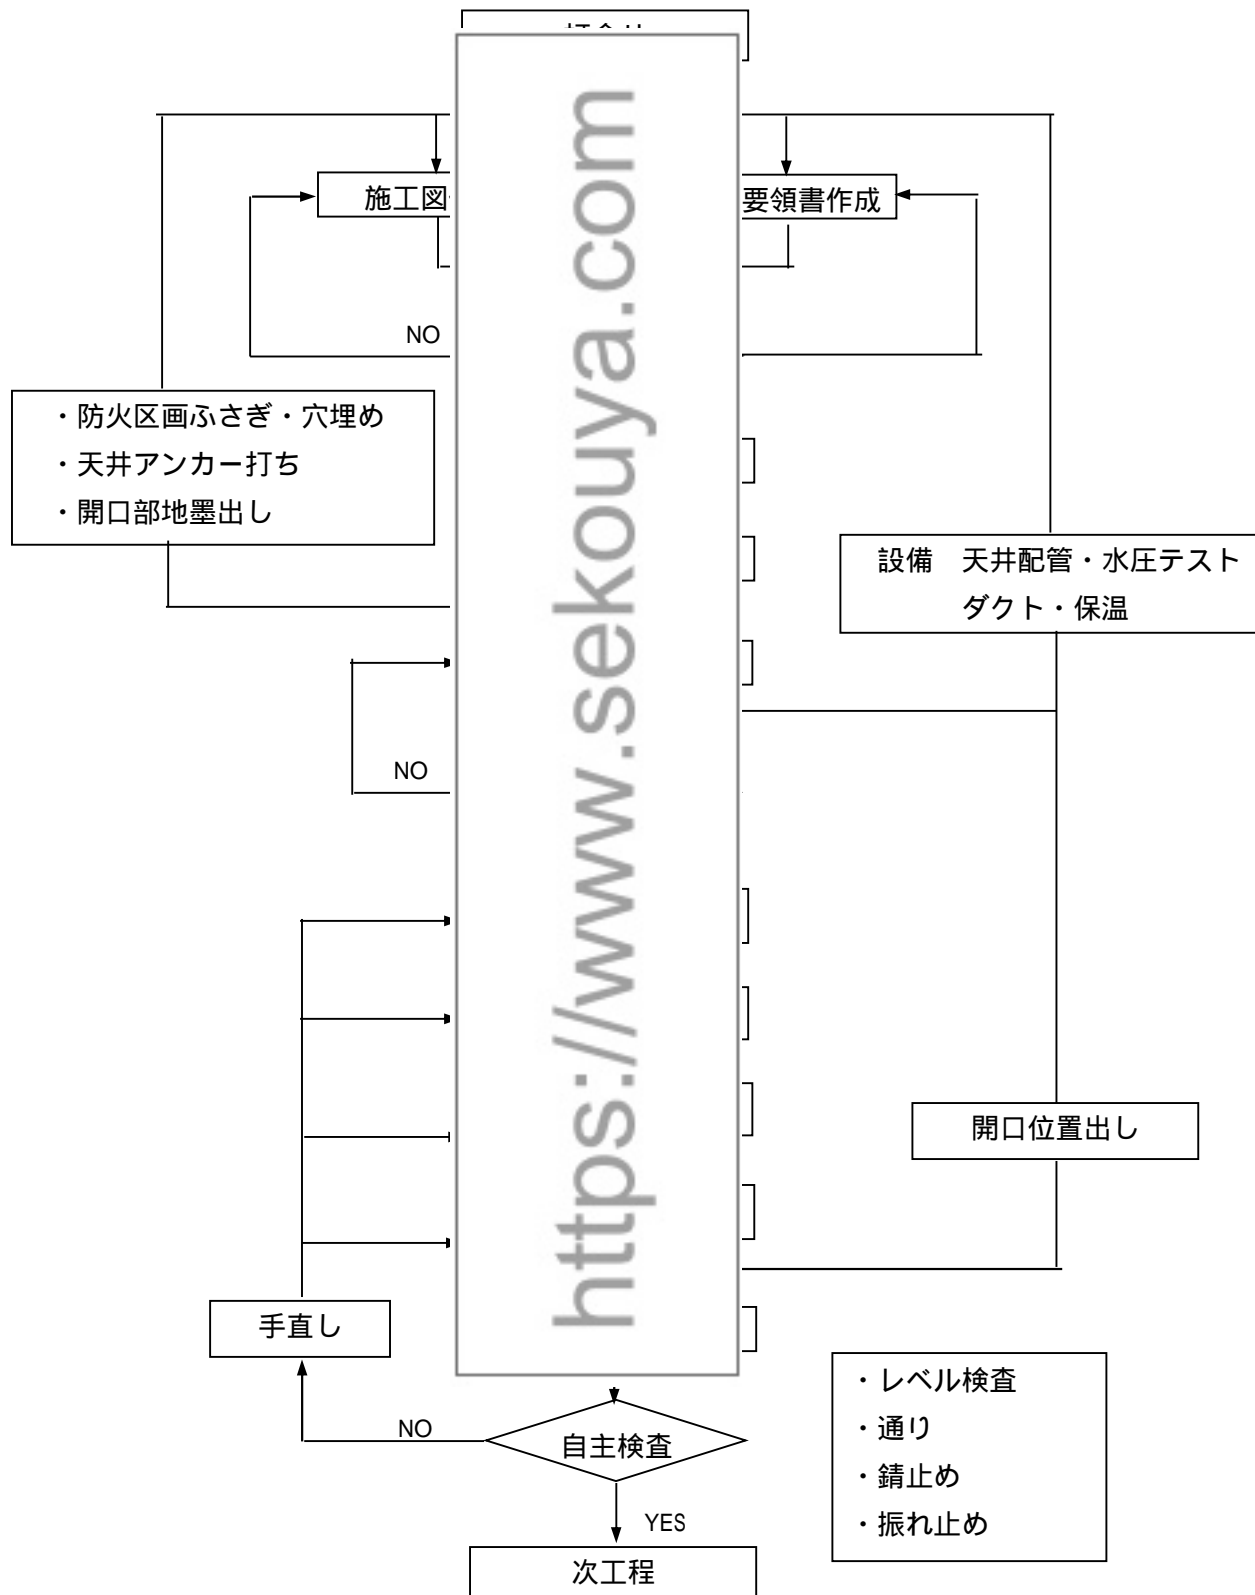 https://www.sekouya.com
施工図
要領書作成
NO
・防火区画ふさぎ・穴埋め
・天井アンカー打ち
・開口部地墨出し
設備　天井配管・水圧テスト
ダクト・保温
NO
開口位置出し
手直し
NO
自主検査
・レベル検査
・通り
・錆止め
・振れ止め
YES
次工程